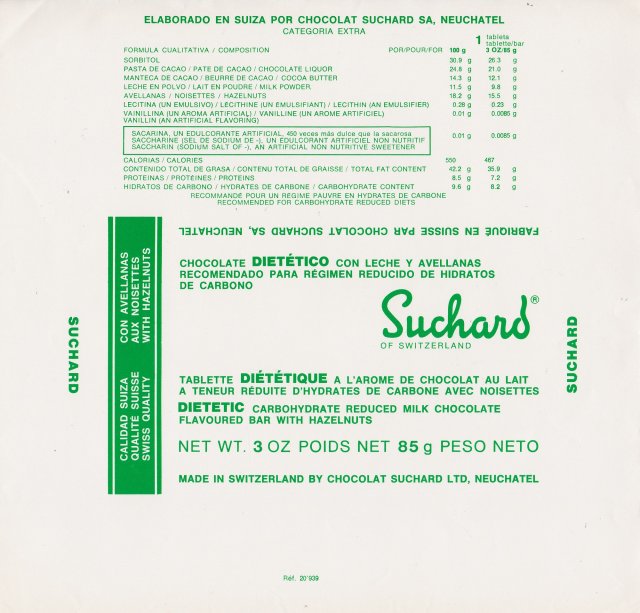 ELABORADO EN SUIZA POR CHOCOLAT SUCHARD SA, NEUCHATEL
CATEGORIA EXTRA
1 tableta tablette/bar
FORMULA CUALITATIVA / COMPOSITION POR/POUR/FOR 100 g 3 OZ/85 g
SORBITOL 30.9 g 26.3 g
PASTA DE CACAO / PATE DE CACAO / CHOCOLATE LIQUOR 24.8 g 21.0 g
MANTECA DE CACAO / BEURRE DE CACAO / COCOA BUTTER 14.3 g 12.1 g
LECHE EN POLVO / LAIT EN POUDRE / MILK POWDER 11.5 g 9.8 g
AVELLANAS / NOISETTES / HAZELNUTS 18.2 g 15.5 g
LECITINA (UN EMULSIVO) / LECITHINE (UN EMULSIFIANT) / LECITHIN (AN EMULSIFIER) 0.28 g 0.23 g
VAINILLINA (UN AROMA ARTIFICIAL) / VANILLINE (UN AROME ARTIFICIEL) 0.01 g 0.0085 g
VANILLIN (AN ARTIFICIAL FLAVORING)
SACARINA, UN EDULCORANTE ARTIFICIAL, 450 veces más dulce que la sacarosa
SACCHARINE (SEL DE SODIUM DE -), UN EDULCORANT ARTIFICIEL NON NUTRITIF 0.01 g 0.0085 g
SACCHARIN (SODIUM SALT OF -), AN ARTIFICIAL NON NUTRITIVE SWEETENER
CALORIAS / CALORIES 550 467
CONTENIDO TOTAL DE GRASA / CONTENU TOTAL DE GRAISSE / TOTAL FAT CONTENT 42.2 g 35.9 g
PROTEINAS / PROTEINES / PROTEINS 8.5 g 7.2 g
HIDRATOS DE CARBONO / HYDRATES DE CARBONE / CARBOHYDRATE CONTENT 9.6 g 8.2 g
RECOMMANDÉ POUR UN RÉGIME PAUVRE EN HYDRATES DE CARBONE
RECOMMENDED FOR CARBOHYDRATE REDUCED DIETS
FABRIQUÉ EN SUISSE PAR CHOCOLAT SUCHARD SA, NEUCHATEL
CON AVELLANAS
AUX NOISETTES
WITH HAZELNUTS
CALIDAD SUIZA
QUALITÉ SUISSE
SWISS QUALITY
SUCHARD
CHOCOLATE DIETÉTICO CON LECHE Y AVELLANAS
RECOMENDADO PARA RÉGIMEN REDUCIDO DE HIDRATOS
DE CARBONO
Suchard®
OF SWITZERLAND
SUCHARD
TABLETTE DIÉTÉTIQUE A L'AROME DE CHOCOLAT AU LAIT
A TENEUR RÉDUITE D'HYDRATES DE CARBONE AVEC NOISETTES
DIETETIC CARBOHYDRATE REDUCED MILK CHOCOLATE
FLAVOURED BAR WITH HAZELNUTS
NET WT. 3 OZ POIDS NET 85 g PESO NETO
MADE IN SWITZERLAND BY CHOCOLAT SUCHARD LTD, NEUCHATEL
Réf. 20'939